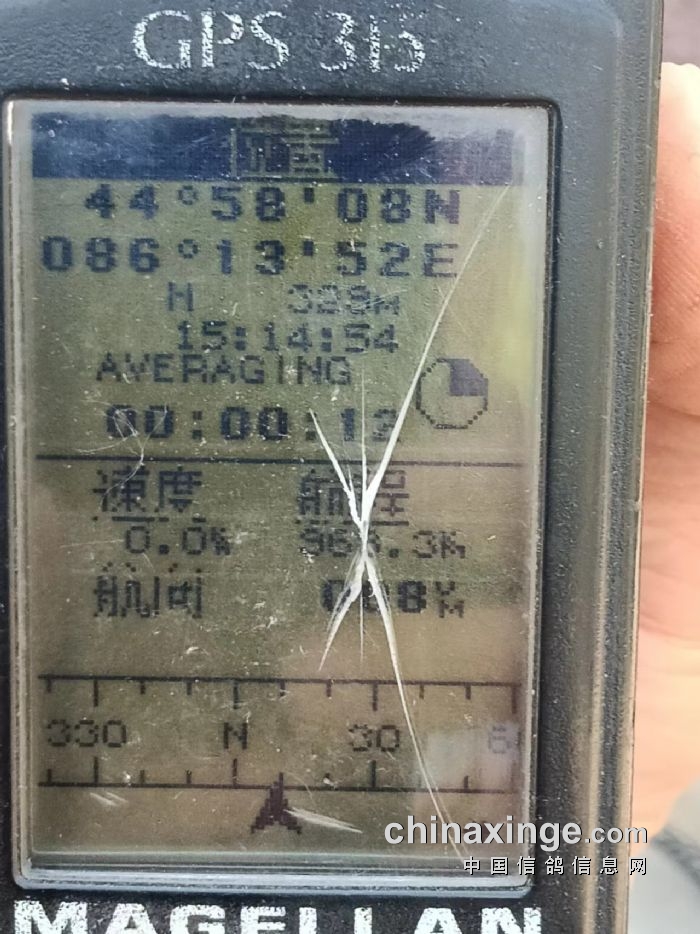 GPS 315
位置
44°58'08N
086°13'52E
328M
15:14:54
AVERAGING
速度 航程
0.0
航向 008
330 N 30
chinaxinge.com
中国信鸽信息网
MAGELLAN